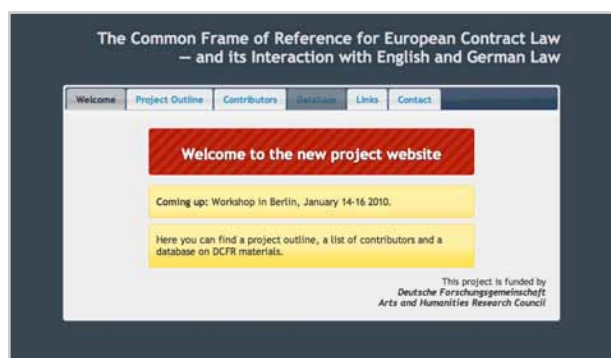 The Common Frame of Reference for European Contract Law
— and its Interaction with English and German Law
Welcome Project Outline Contributors Database Links Contact
Welcome to the new project website
Coming up: Workshop in Berlin, January 14-16 2010.
Here you can find a project outline, a list of contributors and a
database on DCFR materials.
This project is funded by
Deutsche Forschungsgemeinschaft
Arts and Humanities Research Council